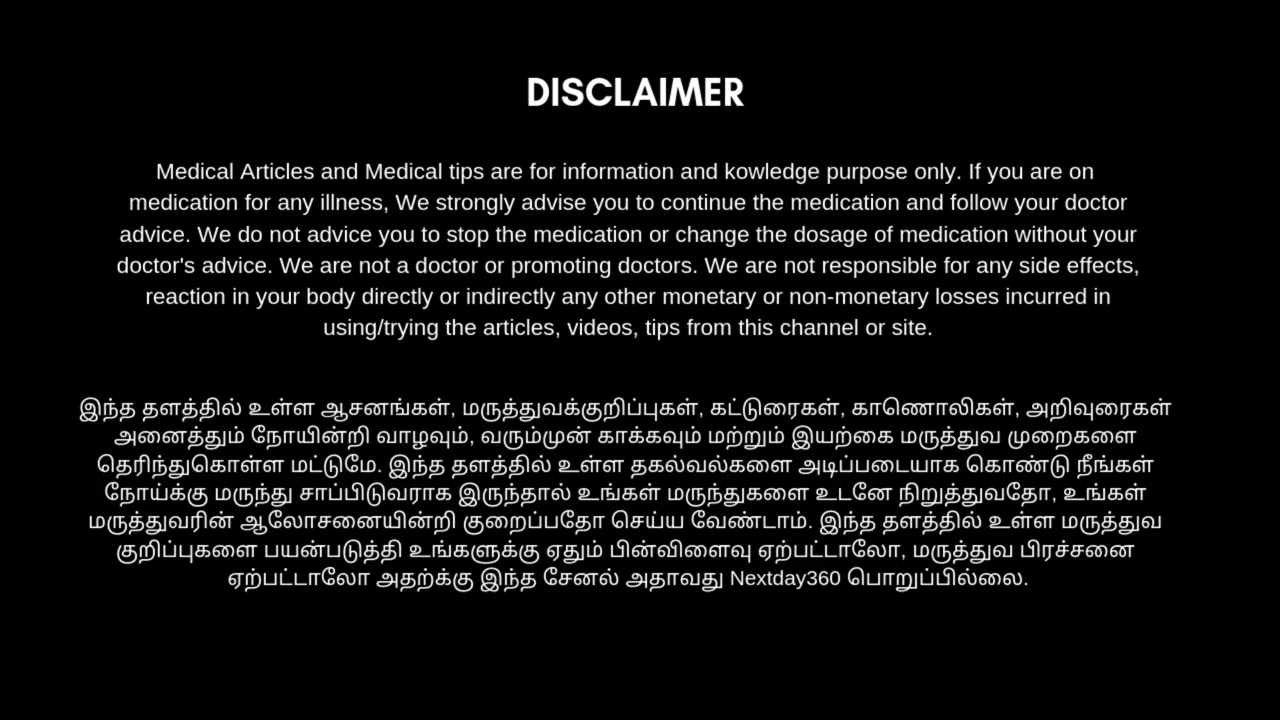 DISCLAIMER
Medical Articles and Medical tips are for information and kowledge purpose only. If you are on
medication for any illness, We strongly advise you to continue the medication and follow your doctor
advice. We do not advice you to stop the medication or change the dosage of medication without your
doctor's advice. We are not a doctor or promoting doctors. We are not responsible for any side effects,
reaction in your body directly or indirectly any other monetary or non-monetary losses incurred in
using/trying the articles, videos, tips from this channel or site.
இந்த தளத்தில் உள்ள ஆசனங்கள், மருத்துவக்குறிப்புகள், கட்டுரைகள், காணொலிகள், அறிவுரைகள்
அனைத்தும் நோயின்றி வாழவும், வரும்முன் காக்கவும் மற்றும் இயற்கை மருத்துவ முறைகளை
தெரிந்துகொள்ள மட்டுமே. இந்த தளத்தில் உள்ள தகல்வல்களை அடிப்படையாக கொண்டு நீங்கள்
நோய்க்கு மருந்து சாப்பிடுவராக இருந்தால் உங்கள் மருந்துகளை உடனே நிறுத்துவதோ, உங்கள்
மருத்துவரின் ஆலோசனையின்றி குறைப்பதோ செய்ய வேண்டாம். இந்த தளத்தில் உள்ள மருத்துவ
குறிப்புகளை பயன்படுத்தி உங்களுக்கு ஏதும் பின்விளைவு ஏற்பட்டாலோ, மருத்துவ பிரச்சனை
ஏற்பட்டாலோ அதற்க்கு இந்த சேனல் அதாவது Nextday360 பொறுப்பில்லை.